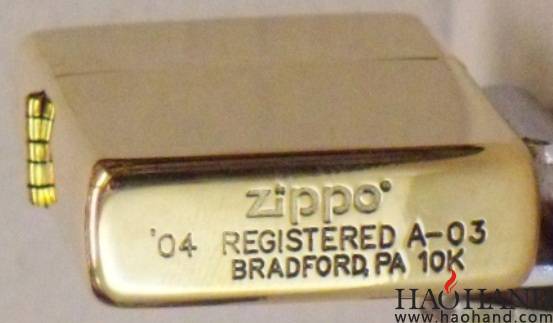 zippo®
'04 REGISTERED A-03
BRADFORD, PA 10K
HAOHAND
www.haohand.com